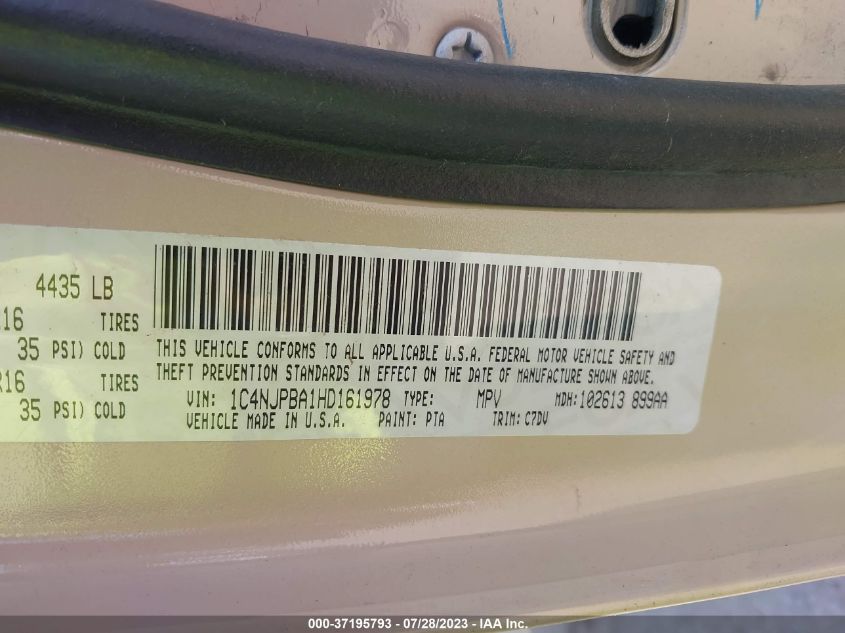 4435 LB
R16 TIRES
35 PSI) COLD
R16 TIRES
35 PSI) COLD
THIS VEHICLE CONFORMS TO ALL APPLICABLE U.S.A. FEDERAL MOTOR VEHICLE SAFETY AND
THEFT PREVENTION STANDARDS IN EFFECT ON THE DATE OF MANUFACTURE SHOWN ABOVE.
VIN: 1C4NJPBA1HD161978 TYPE: MPV MDH: 102613 899AA
VEHICLE MADE IN U.S.A. PAINT: PTA TRIM: C7DV
000-37195793 - 07/28/2023 - IAA Inc.